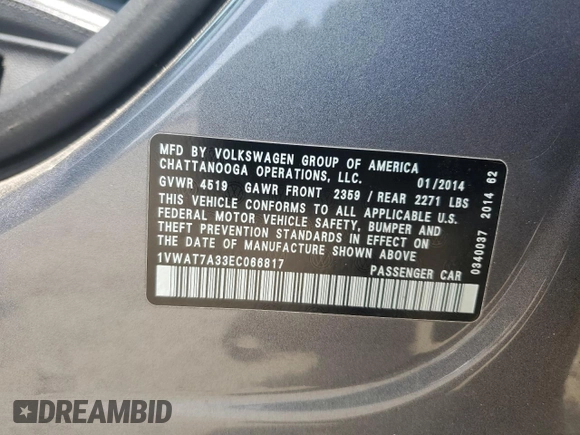 MFD BY VOLKSWAGEN GROUP OF AMERICA
CHATTANOOGA OPERATIONS, LLC. 01/2014
GVWR 4519 GAWR FRONT 2359 / REAR 2271 LBS
THIS VEHICLE CONFORMS TO ALL APPLICABLE U.S.
FEDERAL MOTOR VEHICLE SAFETY, BUMPER AND
THEFT PREVENTION STANDARDS IN EFFECT ON
THE DATE OF MANUFACTURE SHOWN ABOVE
1VWAT7A33EC066817 PASSENGER CAR
0340037 2014 62
DREAMBID